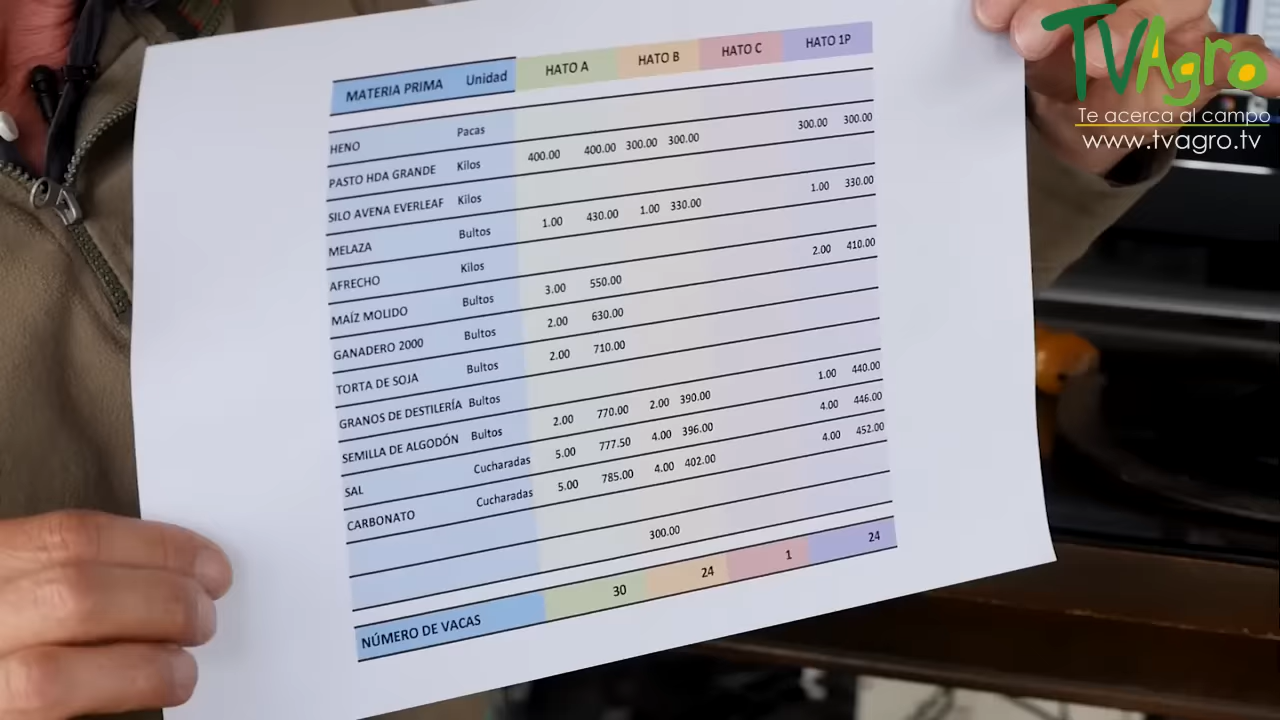 TVAgro
Te acerca al campo
www.tvagro.tv
MATERIA PRIMA Unidad HATO A HATO B HATO C HATO 1P
HENO Pacas
PASTO HDA GRANDE Kilos 400.00 400.00 300.00 300.00 300.00 300.00
SILO AVENA EVERLEAF Kilos
MELAZA Bultos 1.00 430.00 1.00 330.00 1.00 330.00
AFRECHO Kilos
MAÍZ MOLIDO Bultos 3.00 550.00 2.00 410.00
GANADERO 2000 Bultos 2.00 630.00
TORTA DE SOJA Bultos 2.00 710.00
GRANOS DE DESTILERÍA Bultos
SEMILLA DE ALGODÓN Bultos 2.00 770.00 2.00 390.00 1.00 440.00
SAL Cucharadas 5.00 777.50 4.00 396.00 4.00 446.00
CARBONATO Cucharadas 5.00 785.00 4.00 402.00 4.00 452.00
300.00
NÚMERO DE VACAS 30 24 1 24